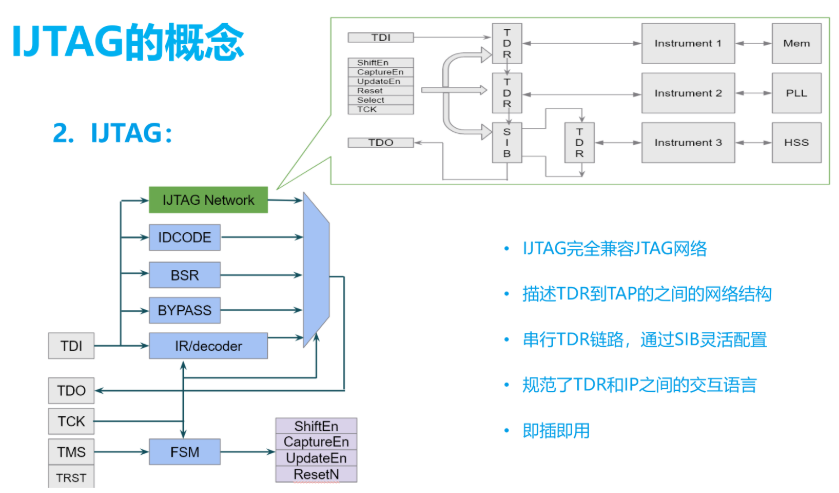 IJTAG的概念
2. IJTAG：
TDI
ShiftEn
CaptureEn
UpdateEn
Reset
Select
TCK
TDO
TDR
TDR
SIB
TDR
Instrument 1
Mem
Instrument 2
PLL
Instrument 3
HSS
IJTAG Network
IDCODE
BSR
BYPASS
TDI
IR/decoder
TDO
TCK
TMS
FSM
TRST
ShiftEn
CaptureEn
UpdateEn
ResetN
• IJTAG完全兼容JTAG网络
• 描述TDR到TAP的之间的网络结构
• 串行TDR链路，通过SIB灵活配置
• 规范了TDR和IP之间的交互语言
• 即插即用